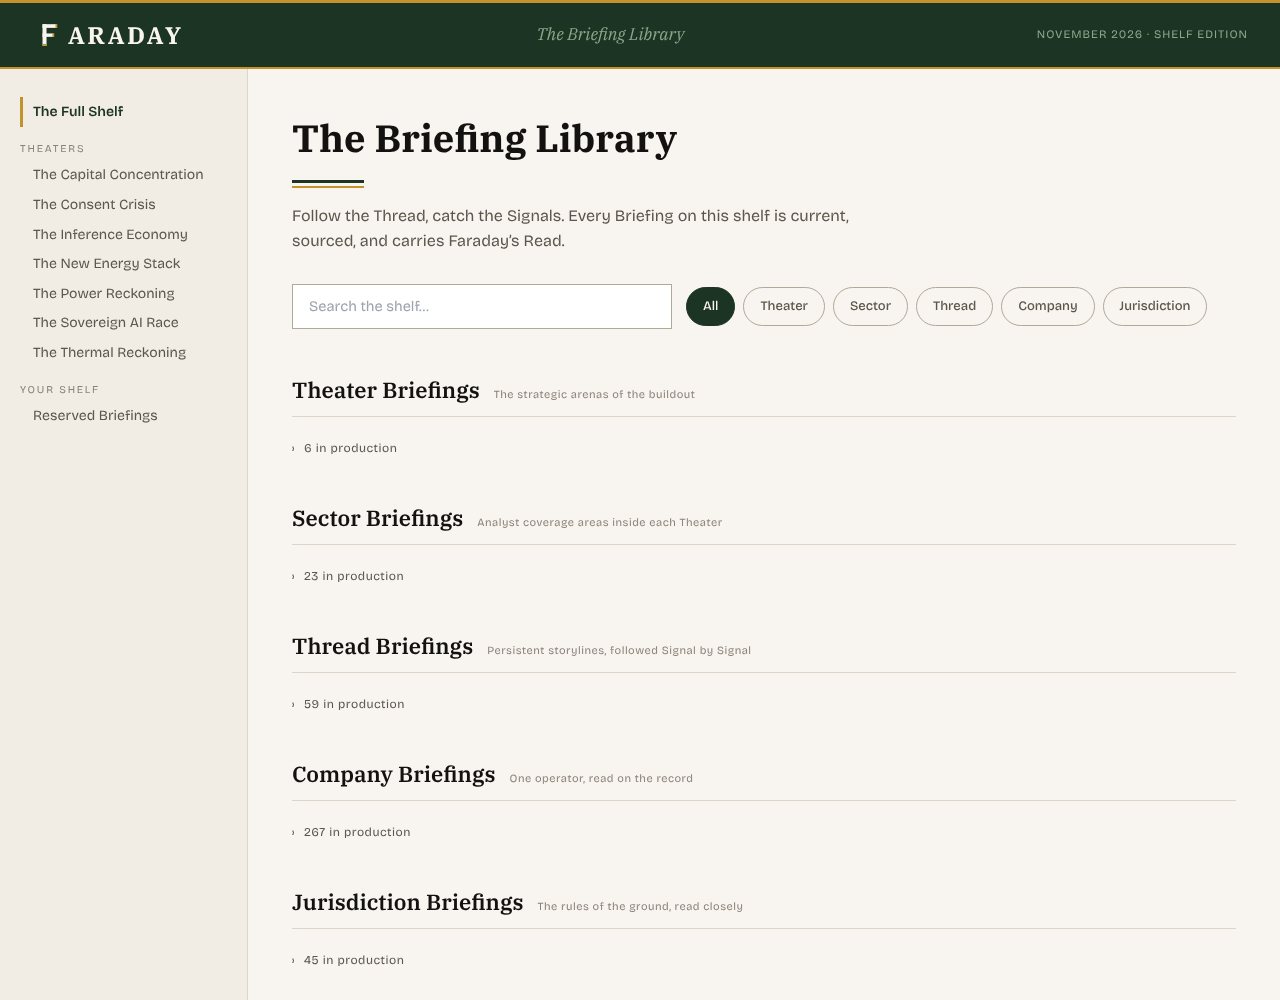 FARADAY
The Briefing Library
NOVEMBER 2026 · SHELF EDITION
The Full Shelf
THEATERS
The Capital Concentration
The Consent Crisis
The Inference Economy
The New Energy Stack
The Power Reckoning
The Sovereign AI Race
The Thermal Reckoning
YOUR SHELF
Reserved Briefings
The Briefing Library
Follow the Thread, catch the Signals. Every Briefing on this shelf is current,
sourced, and carries Faraday's Read.
Search the shelf...
All
Theater
Sector
Thread
Company
Jurisdiction
Theater Briefings The strategic arenas of the buildout
› 6 in production
Sector Briefings Analyst coverage areas inside each Theater
› 23 in production
Thread Briefings Persistent storylines, followed Signal by Signal
› 59 in production
Company Briefings One operator, read on the record
› 267 in production
Jurisdiction Briefings The rules of the ground, read closely
› 45 in production